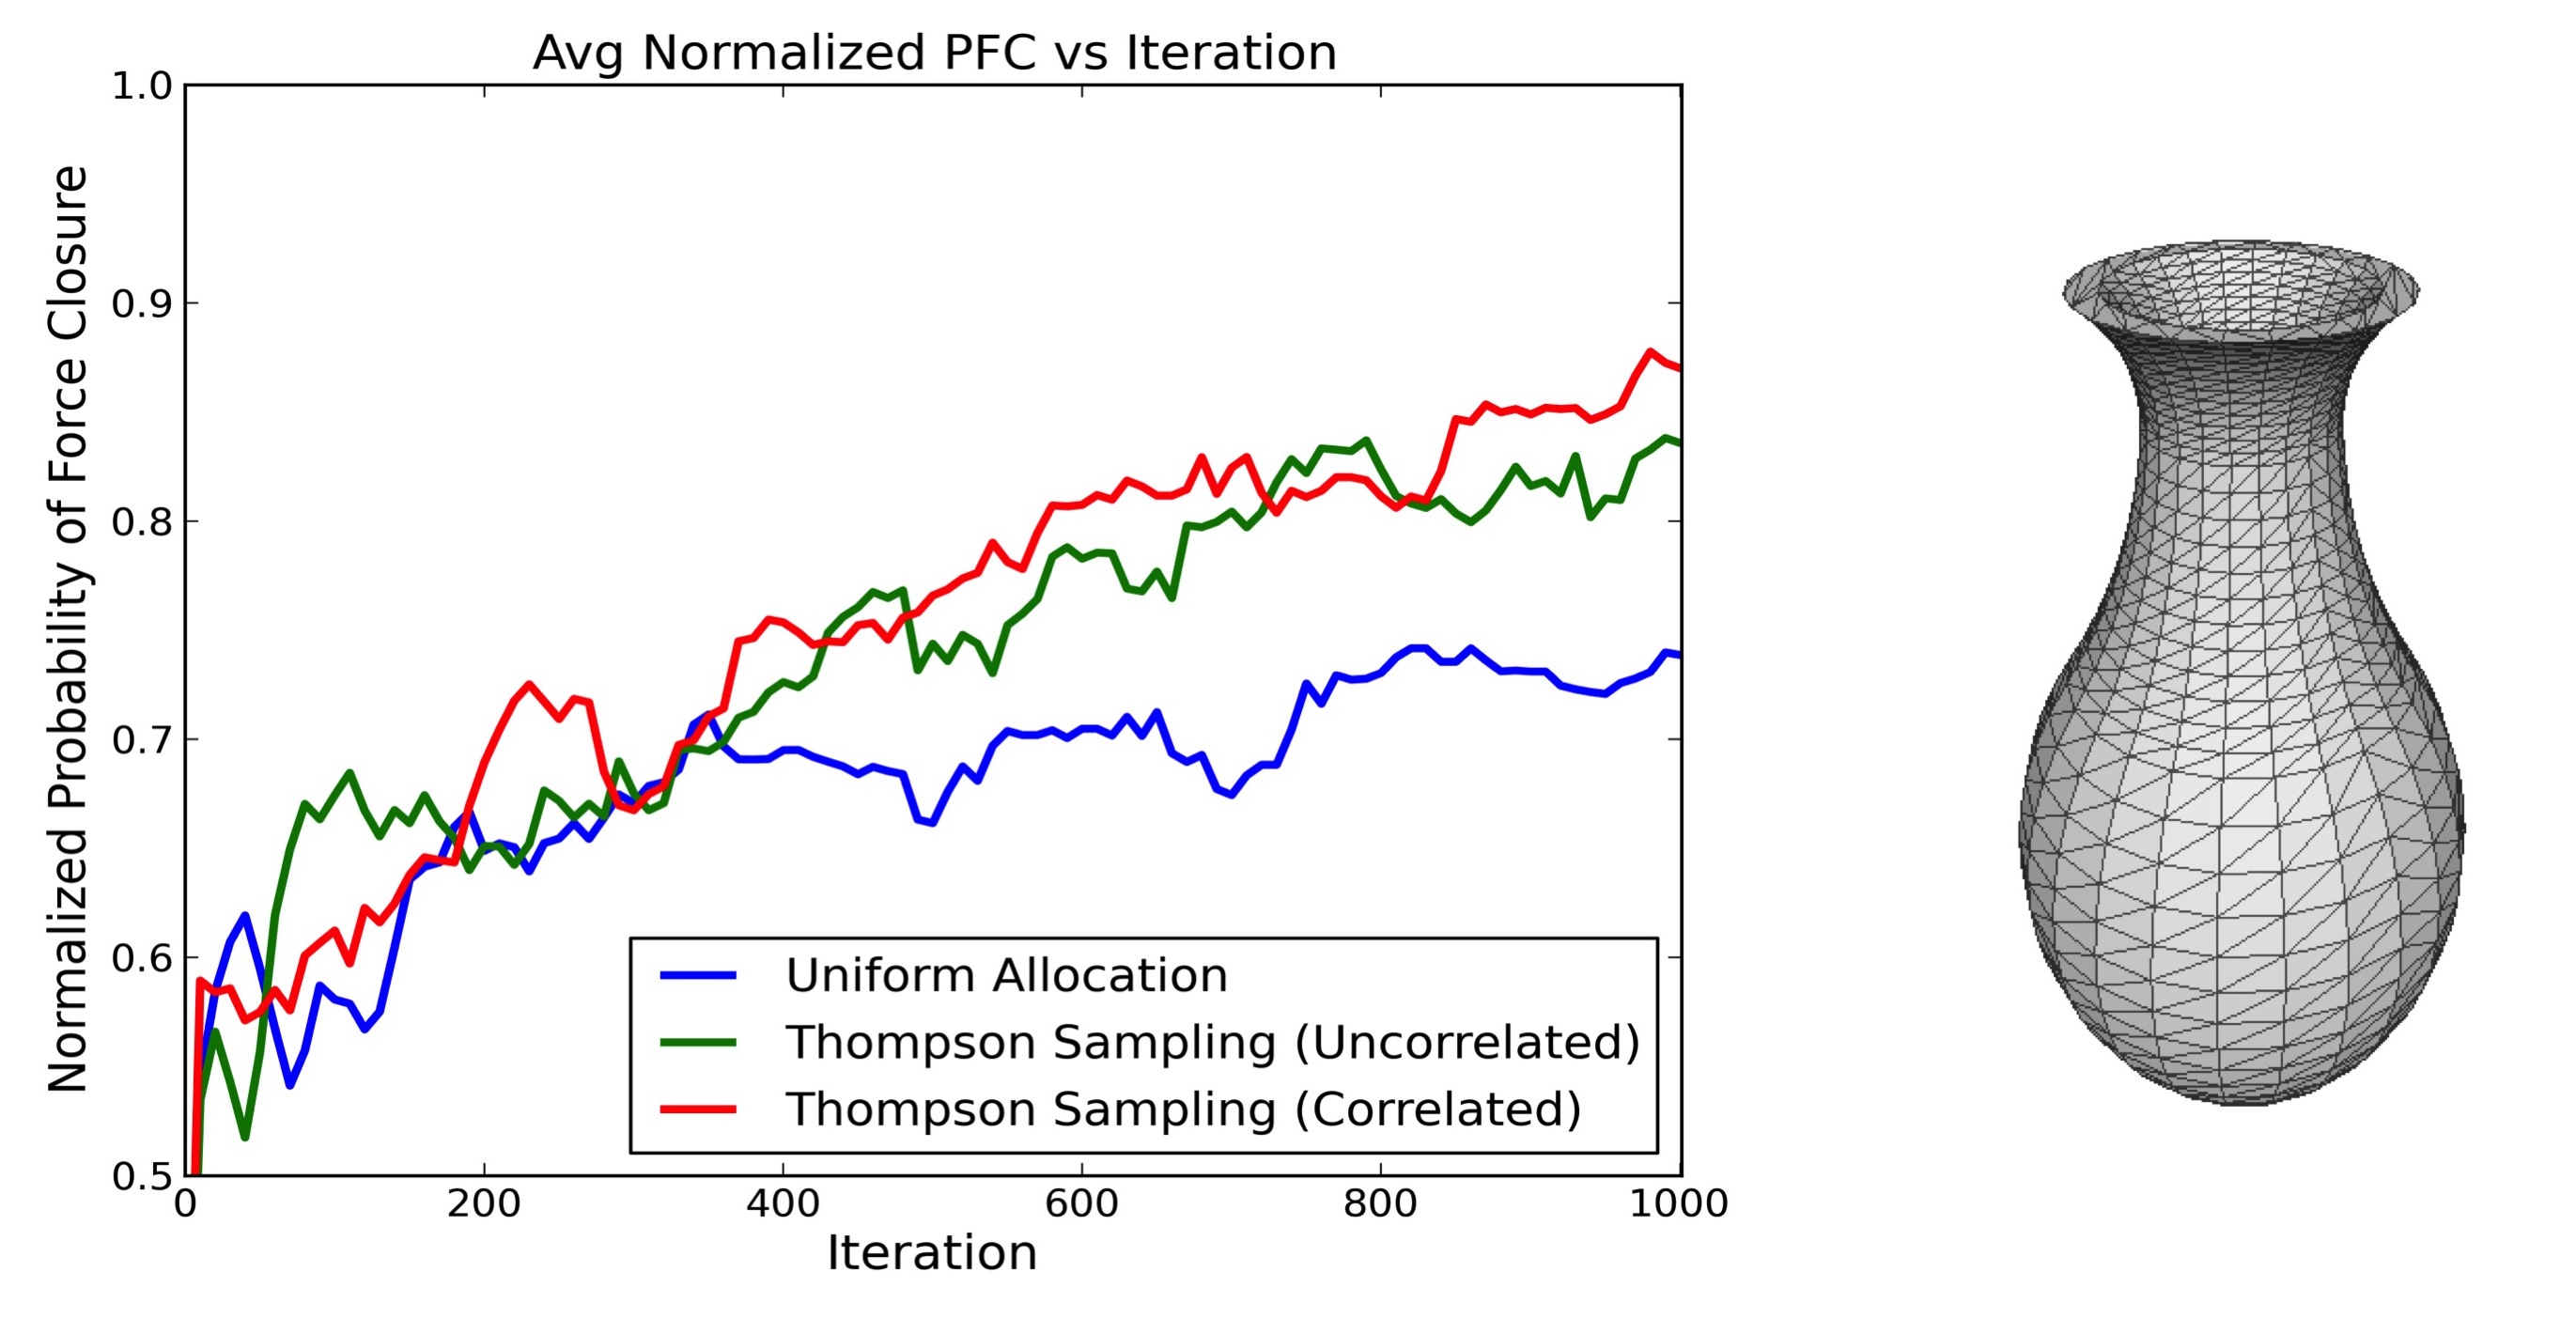 Avg Normalized PFC vs Iteration
Normalized Probability of Force Closure
1.0
0.9
0.8
0.7
0.6
0.5
0 200 400 600 800 1000
Iteration
Uniform Allocation
Thompson Sampling (Uncorrelated)
Thompson Sampling (Correlated)